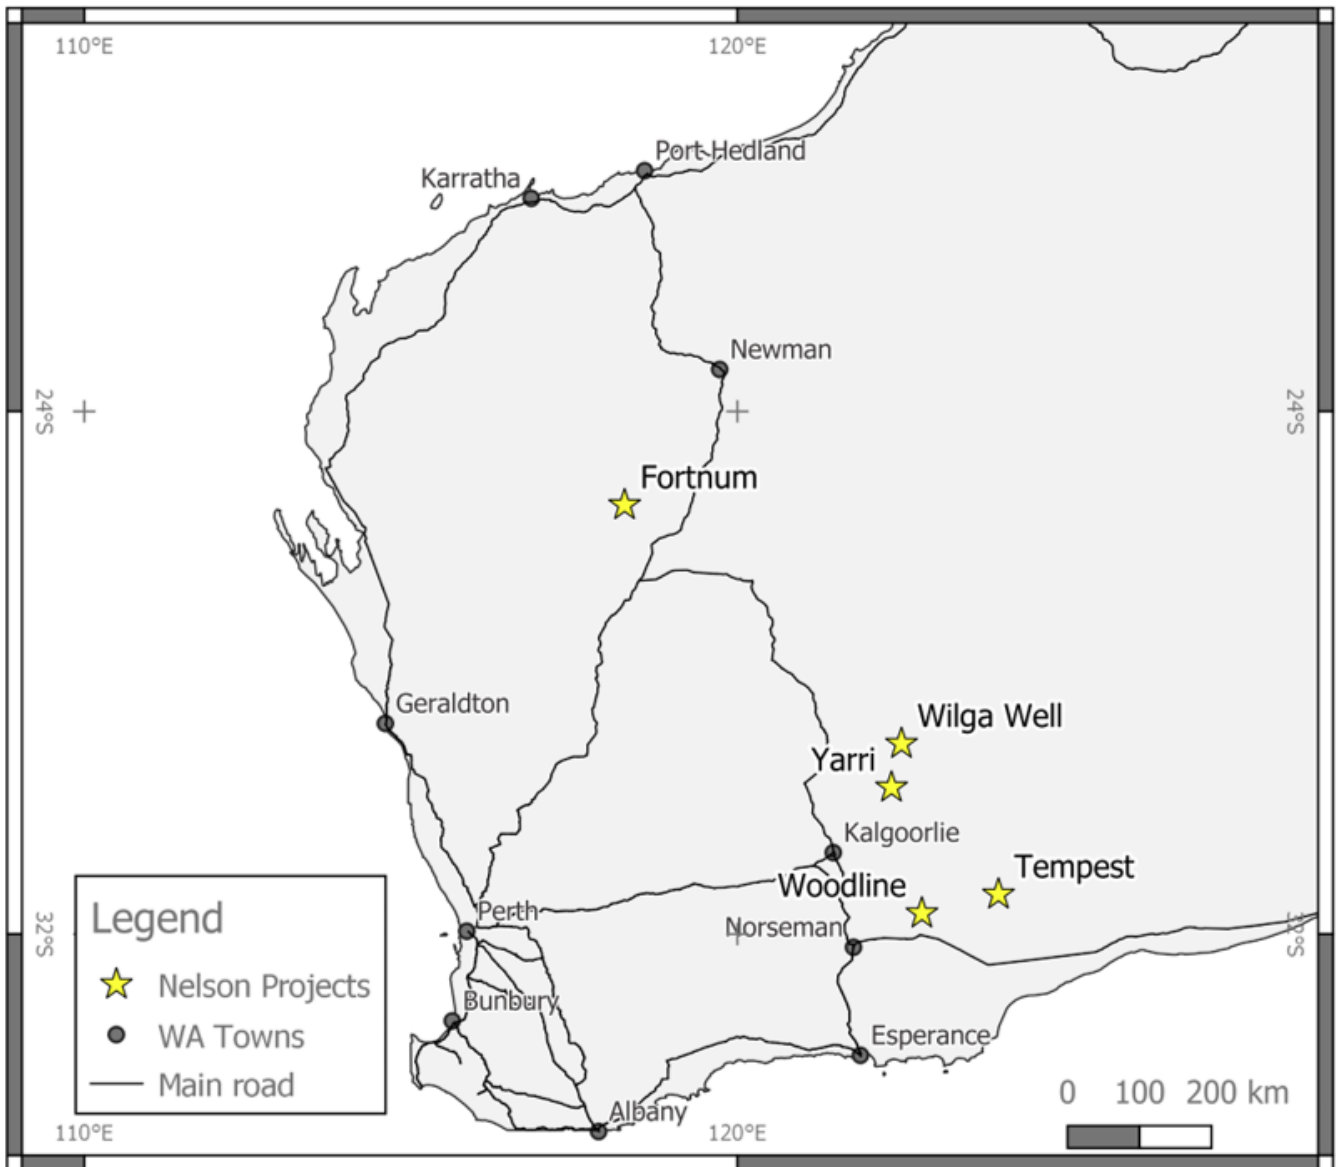 110°E
120°E
Port Hedland
Karratha
Newman
24°S
24°S
Fortnum
Geraldton
Wilga Well
Yarri
Kalgoorlie
Tempest
Woodline
Legend
Perth
Norseman
32°S
32°S
Nelson Projects
Bunbury
WA Towns
Esperance
Main road
0 100 200 km
Albany
110°E
120°E